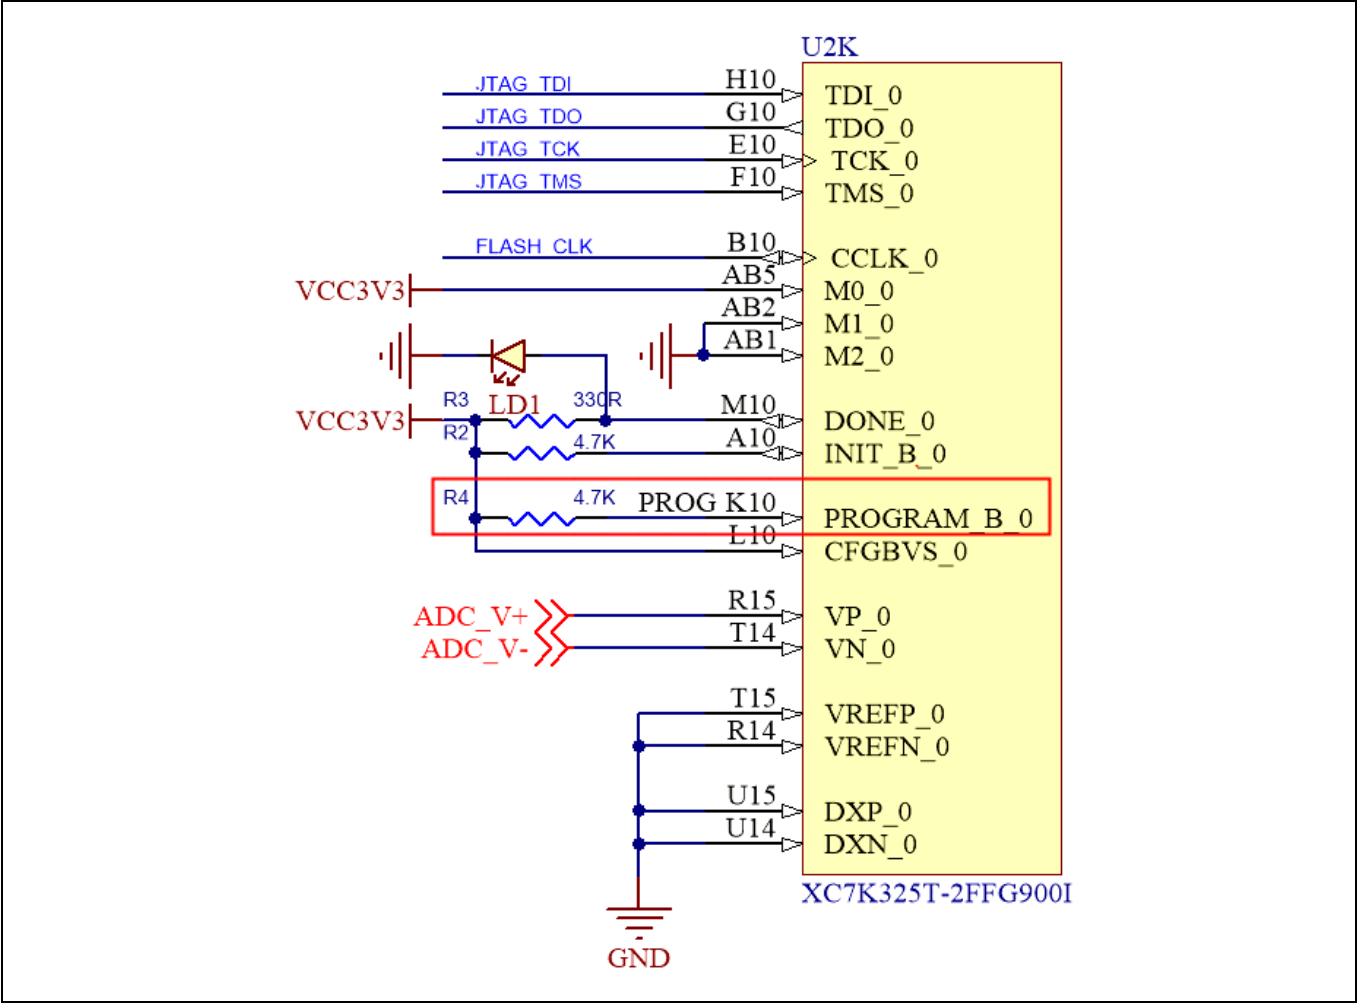 U2K
JTAG_TDI H10 TDI_0
JTAG_TDO G10 TDO_0
JTAG_TCK E10 TCK_0
JTAG_TMS F10 TMS_0
FLASH_CLK B10 CCLK_0
VCC3V3 AB5 M0_0
AB2 M1_0
AB1 M2_0
LD1
VCC3V3 R3 330R M10 DONE_0
R2 4.7K A10 INIT_B_0
R4 4.7K PROG K10 PROGRAM_B_0
L10 CFGBVS_0
ADC_V+ R15 VP_0
ADC_V- T14 VN_0
T15 VREFP_0
R14 VREFN_0
U15 DXP_0
U14 DXN_0
XC7K325T-2FFG900I
GND